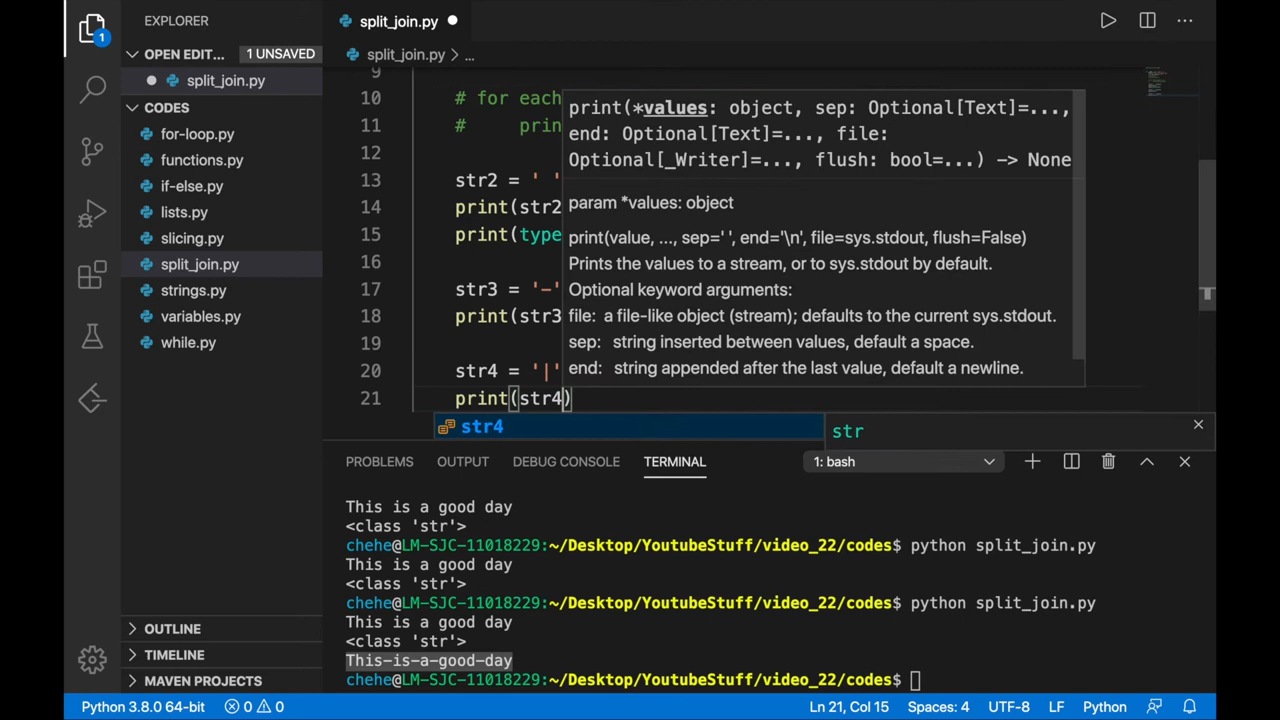 EXPLORER
split_join.py
OPEN EDIT... 1 UNSAVED
split_join.py > ...
split_join.py
CODES
for-loop.py
functions.py
if-else.py
lists.py
slicing.py
split_join.py
strings.py
variables.py
while.py
OUTLINE
TIMELINE
MAVEN PROJECTS
1
9
10 # for each
11 # prin
12
13 str2 = ' '
14 print(str2
15 print(type
16
17 str3 = '-'
18 print(str3
19
20 str4 = '|'
21 print(str4)
print(*values: object, sep: Optional[Text]=...,
end: Optional[Text]=..., file:
Optional[_Writer]=..., flush: bool=...) -> None
param *values: object
print(value, ..., sep=' ', end='\n', file=sys.stdout, flush=False)
Prints the values to a stream, or to sys.stdout by default.
Optional keyword arguments:
file: a file-like object (stream); defaults to the current sys.stdout.
sep: string inserted between values, default a space.
end: string appended after the last value, default a newline.
str4
str
PROBLEMS OUTPUT DEBUG CONSOLE TERMINAL 1: bash
This is a good day
<class 'str'>
chehe@LM-SJC-11018229:~/Desktop/YoutubeStuff/video_22/codes$ python split_join.py
This is a good day
<class 'str'>
chehe@LM-SJC-11018229:~/Desktop/YoutubeStuff/video_22/codes$ python split_join.py
This is a good day
<class 'str'>
This-is-a-good-day
chehe@LM-SJC-11018229:~/Desktop/YoutubeStuff/video_22/codes$
Python 3.8.0 64-bit 0 0 Ln 21, Col 15 Spaces: 4 UTF-8 LF Python